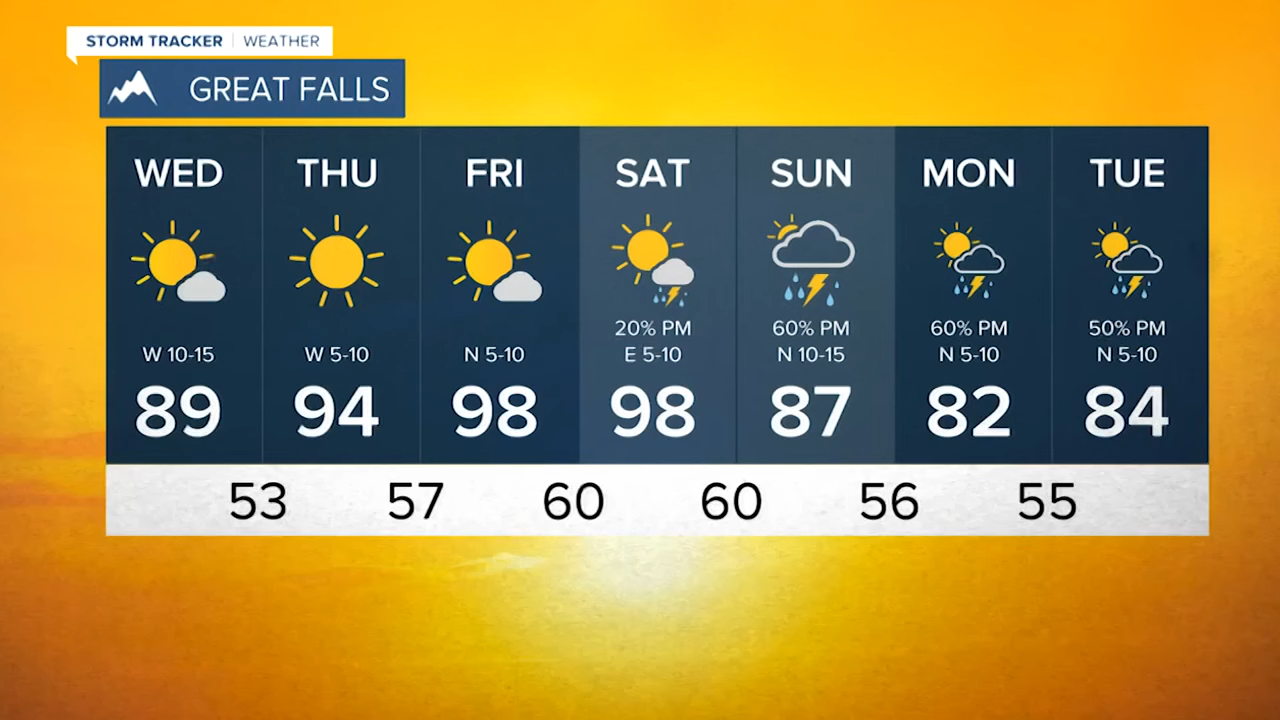 STORM TRACKER | WEATHER
GREAT FALLS
WED THU FRI SAT SUN MON TUE
20% PM 60% PM 60% PM 50% PM
W 10-15 W 5-10 N 5-10 E 5-10 N 10-15 N 5-10 N 5-10
89 94 98 98 87 82 84
53 57 60 60 56 55